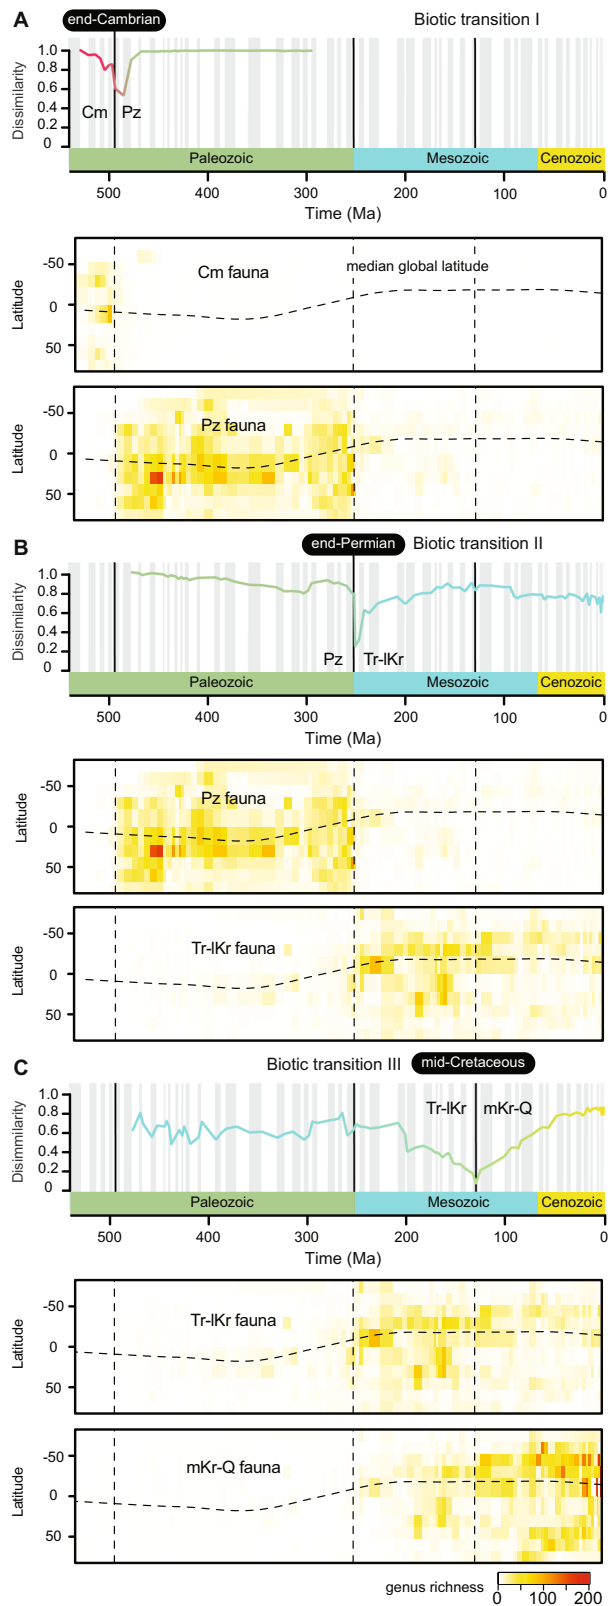 A
end-Cambrian
Biotic transition I
Dissimilarity
1.0
0.8
0.6
0.4
0.2
0
Cm
Pz
Paleozoic
Mesozoic
Cenozoic
500
400
300
200
100
0
Time (Ma)
Latitude
-50
0
50
Cm fauna
median global latitude
Latitude
-50
0
50
Pz fauna
B
end-Permian
Biotic transition II
Dissimilarity
1.0
0.8
0.6
0.4
0.2
0
Pz
Tr-lKr
Paleozoic
Mesozoic
Cenozoic
500
400
300
200
100
0
Time (Ma)
Latitude
-50
0
50
Pz fauna
Latitude
-50
0
50
Tr-lKr fauna
C
Biotic transition III
mid-Cretaceous
Disimmilarity
1.0
0.8
0.6
0.4
0.2
0
Tr-lKr
mKr-Q
Paleozoic
Mesozoic
Cenozoic
500
400
300
200
100
0
Time (Ma)
Latitude
-50
0
50
Tr-lKr fauna
Latitude
-50
0
50
mKr-Q fauna
genus richness
0
100
200